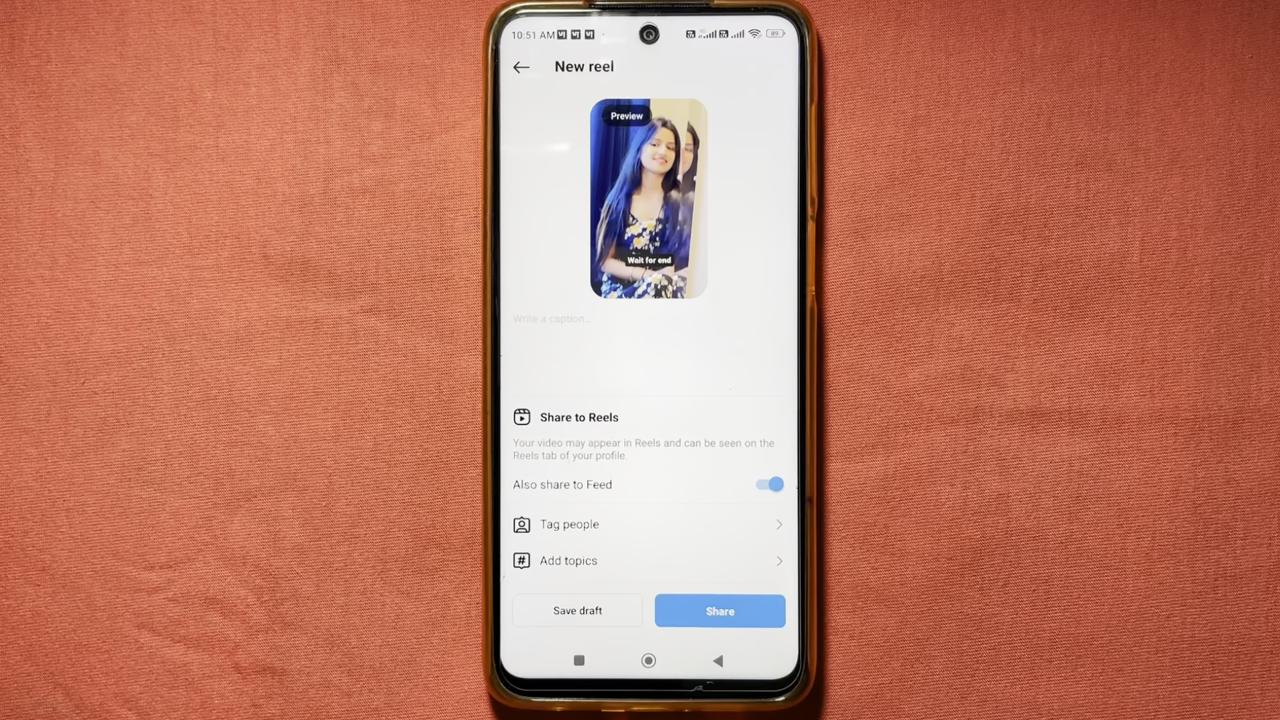 10:51 AM
89
New reel
Preview
Wait for end
Write a caption...
Share to Reels
Your video may appear in Reels and can be seen on the
Reels tab of your profile.
Also share to Feed
Tag people
Add topics
Save draft
Share